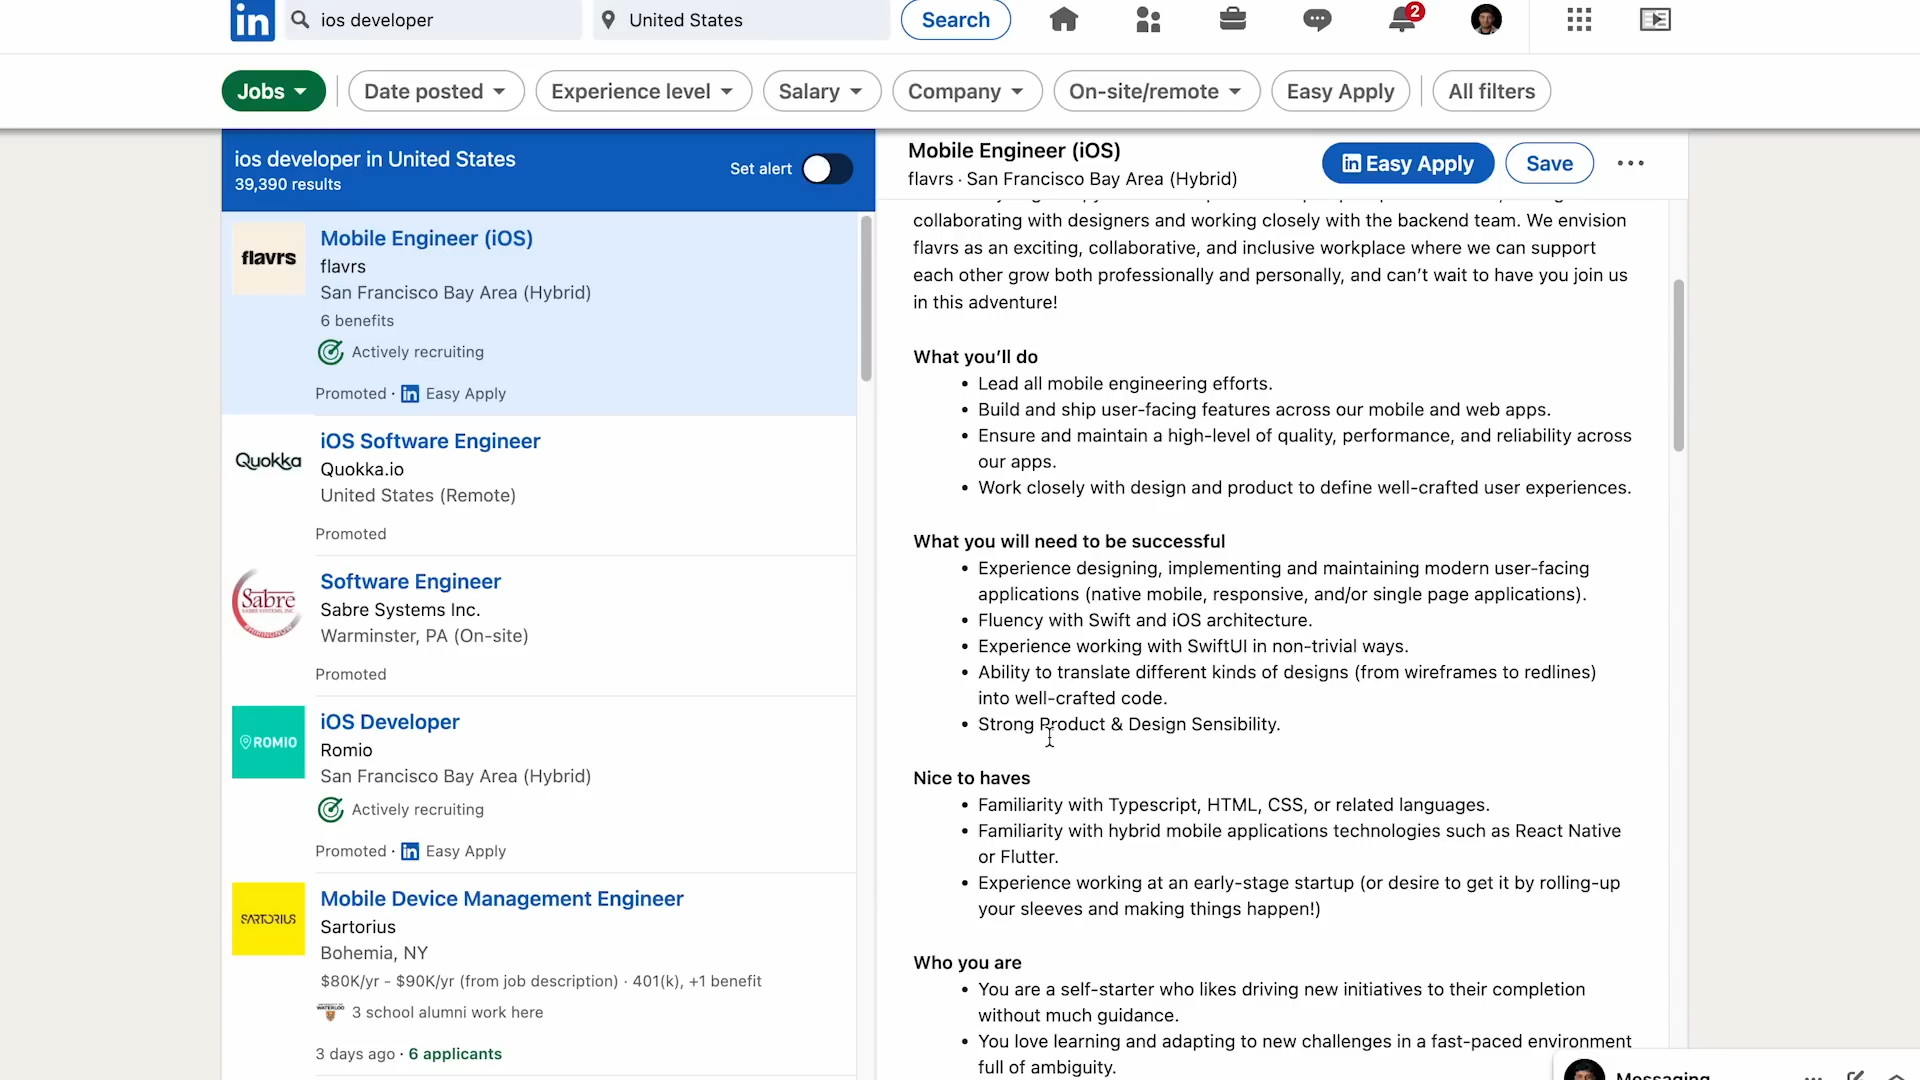 in
ios developer
United States
Search
2
Jobs
Date posted
Experience level
Salary
Company
On-site/remote
Easy Apply
All filters
ios developer in United States
39,390 results
Set alert
flavrs
Mobile Engineer (iOS)
flavrs
San Francisco Bay Area (Hybrid)
6 benefits
Actively recruiting
Promoted · in Easy Apply
Quokka
iOS Software Engineer
Quokka.io
United States (Remote)
Promoted
Sabre
SABRE SYSTEMS, INC.
Software Engineer
Sabre Systems Inc.
Warminster, PA (On-site)
Promoted
ROMIO
iOS Developer
Romio
San Francisco Bay Area (Hybrid)
Actively recruiting
Promoted · in Easy Apply
SARTORIUS
Mobile Device Management Engineer
Sartorius
Bohemia, NY
$80K/yr - $90K/yr (from job description) · 401(k), +1 benefit
WATERLOO
3 school alumni work here
3 days ago · 6 applicants
Mobile Engineer (iOS)
flavrs · San Francisco Bay Area (Hybrid)
in Easy Apply
Save
collaborating with designers and working closely with the backend team. We envision
flavrs as an exciting, collaborative, and inclusive workplace where we can support
each other grow both professionally and personally, and can’t wait to have you join us
in this adventure!
What you’ll do
• Lead all mobile engineering efforts.
• Build and ship user-facing features across our mobile and web apps.
• Ensure and maintain a high-level of quality, performance, and reliability across
our apps.
• Work closely with design and product to define well-crafted user experiences.
What you will need to be successful
• Experience designing, implementing and maintaining modern user-facing
applications (native mobile, responsive, and/or single page applications).
• Fluency with Swift and iOS architecture.
• Experience working with SwiftUI in non-trivial ways.
• Ability to translate different kinds of designs (from wireframes to redlines)
into well-crafted code.
• Strong Product & Design Sensibility.
Nice to haves
• Familiarity with Typescript, HTML, CSS, or related languages.
• Familiarity with hybrid mobile applications technologies such as React Native
or Flutter.
• Experience working at an early-stage startup (or desire to get it by rolling-up
your sleeves and making things happen!)
Who you are
• You are a self-starter who likes driving new initiatives to their completion
without much guidance.
• You love learning and adapting to new challenges in a fast-paced environment
full of ambiguity.
Messaging